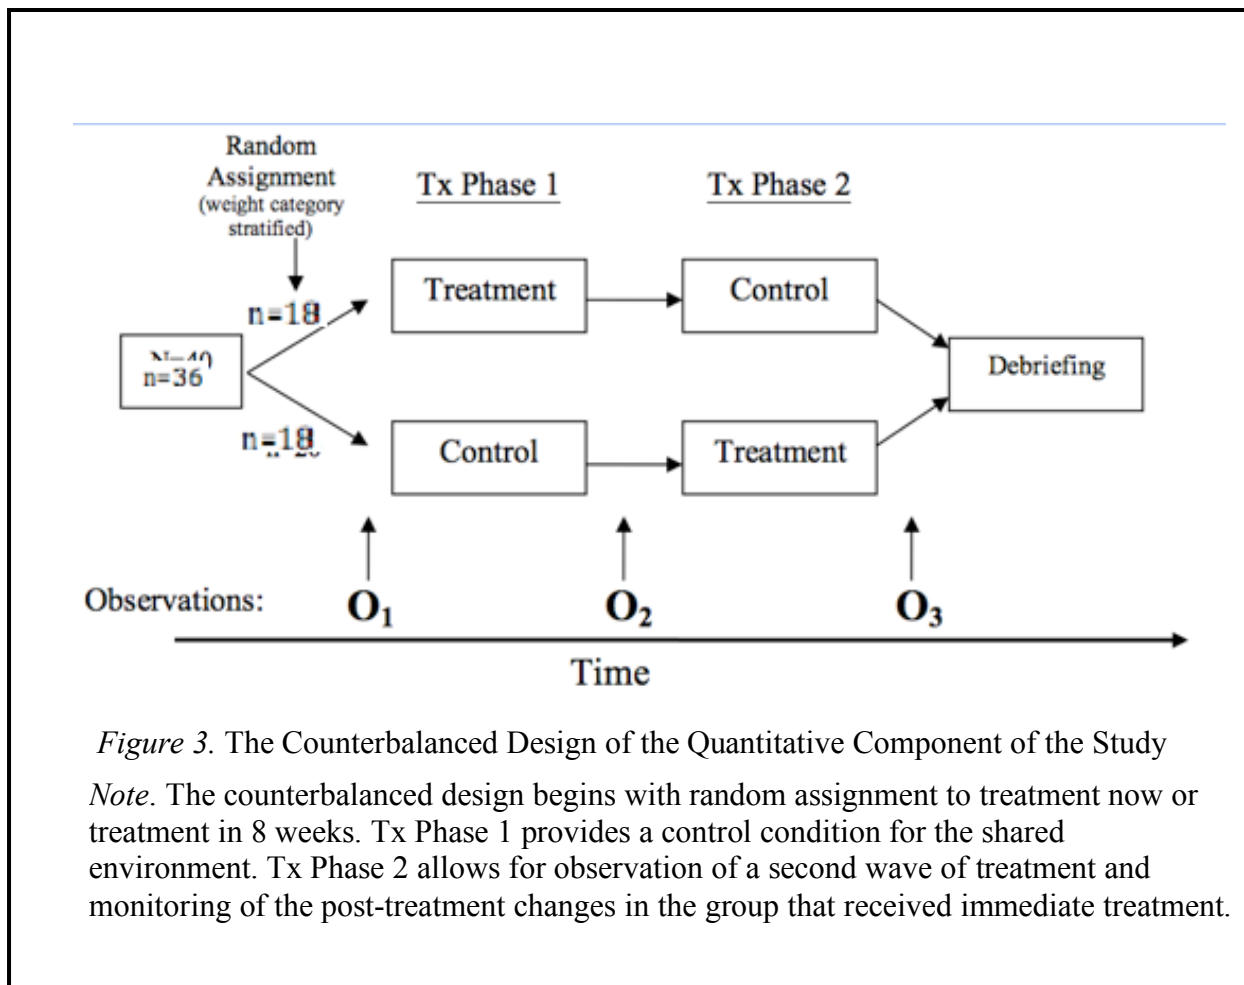 Random
Assignment
(weight category
stratified)
Tx Phase 1
Tx Phase 2
n=18
Treatment
Control
n=36
Debriefing
n=18
Control
Treatment
Observations:
O₁
O₂
O₃
Time
Figure 3. The Counterbalanced Design of the Quantitative Component of the Study
Note. The counterbalanced design begins with random assignment to treatment now or
treatment in 8 weeks. Tx Phase 1 provides a control condition for the shared
environment. Tx Phase 2 allows for observation of a second wave of treatment and
monitoring of the post-treatment changes in the group that received immediate treatment.